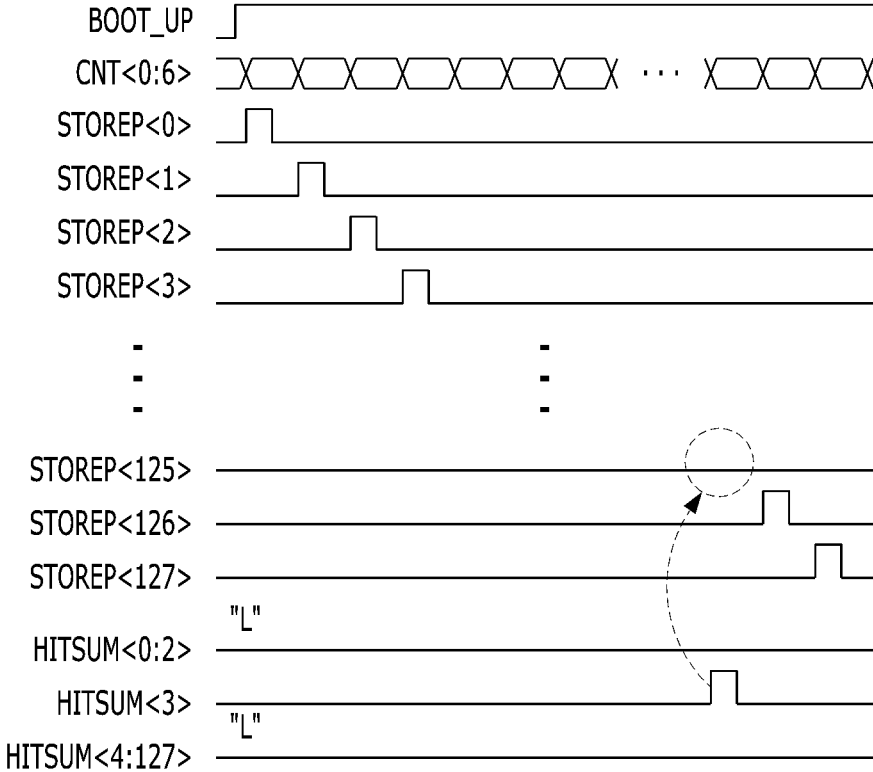 BOOT_UP
CNT<0:6>
...
STOREP<0>
STOREP<1>
STOREP<2>
STOREP<3>
STOREP<125>
STOREP<126>
STOREP<127>
"L"
HITSUM<0:2>
HITSUM<3>
"L"
HITSUM<4:127>